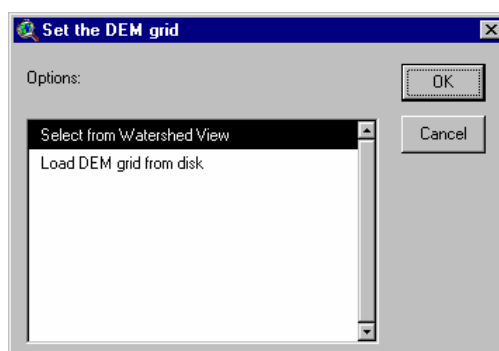 Set the DEM grid
Options:
OK
Select from Watershed View
Cancel
Load DEM grid from disk